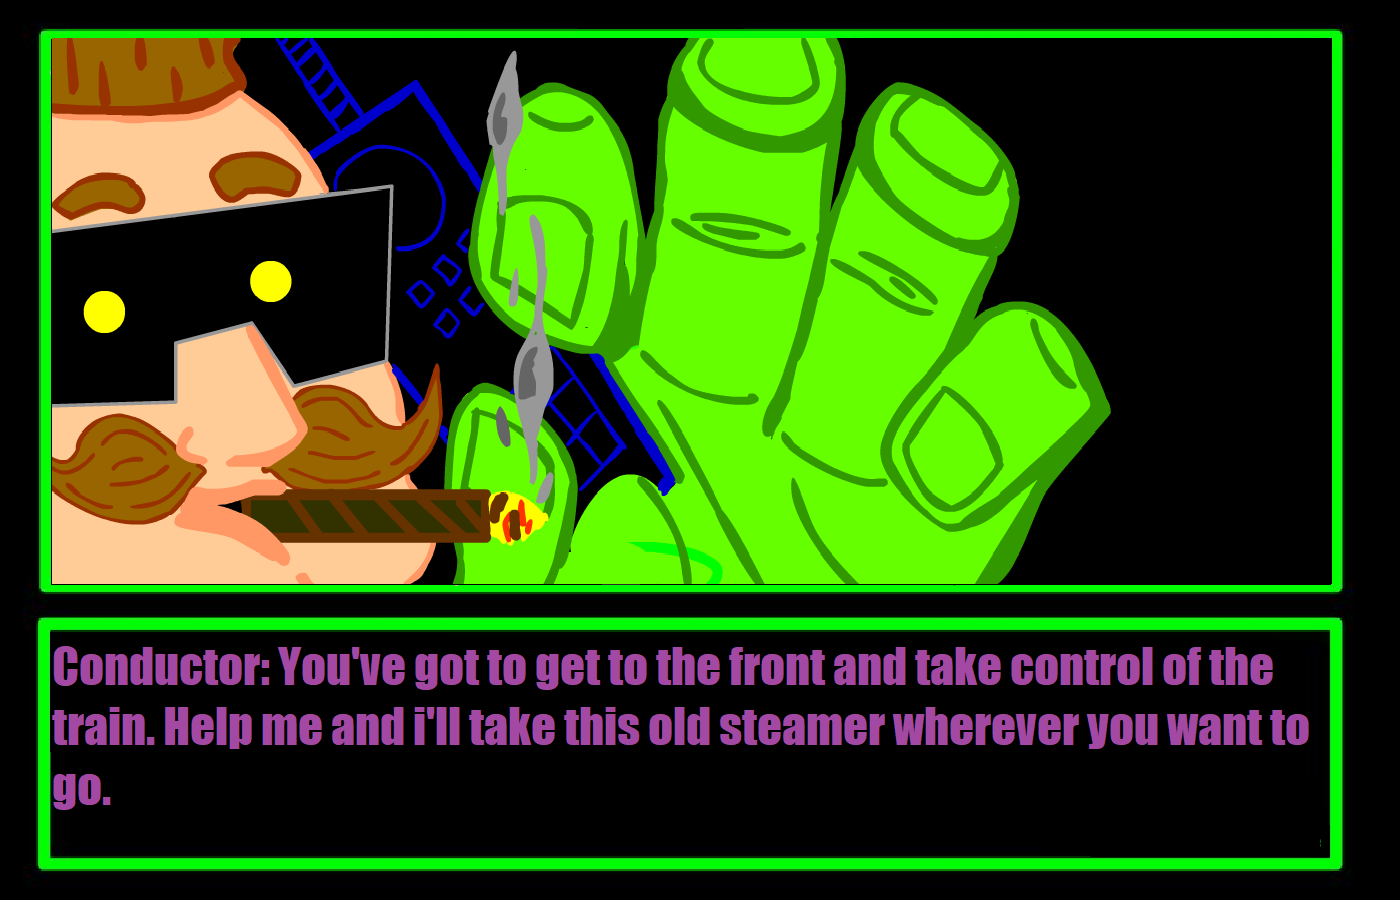 Conductor: You've got to get to the front and take control of the
train. Help me and i'll take this old steamer wherever you want to
go.